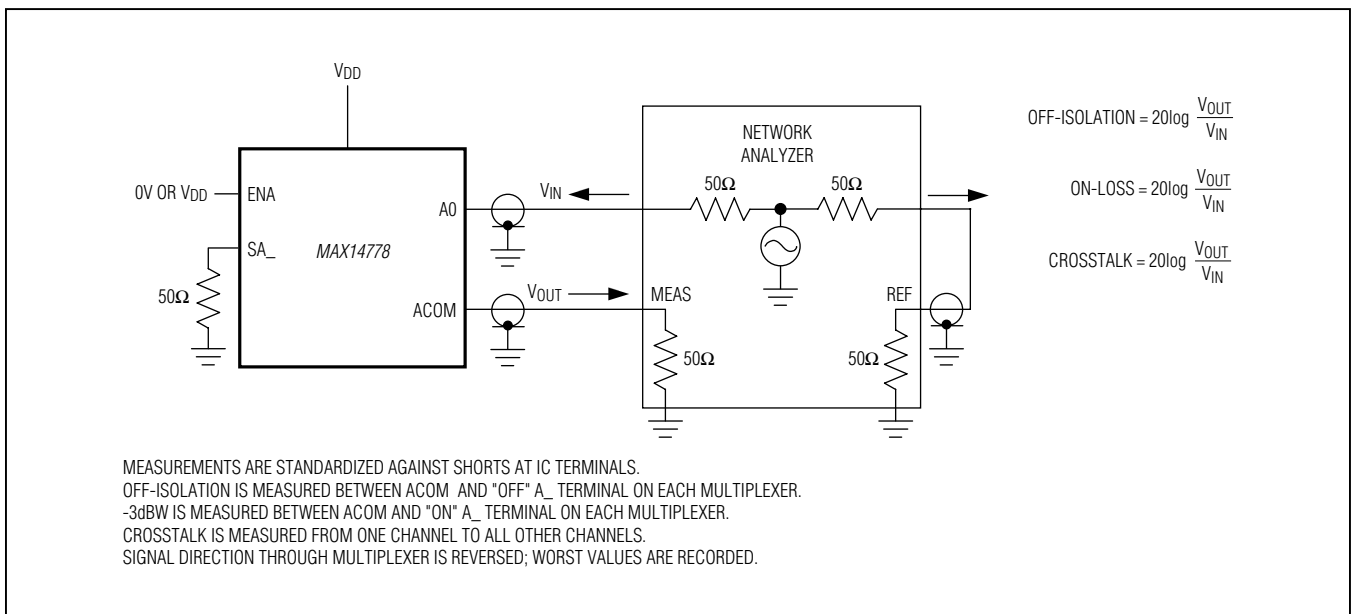 VDD
0V OR VDD
ENA
SA_
MAX14778
A0
ACOM
50Ω
VIN
VOUT
NETWORK
ANALYZER
50Ω
50Ω
MEAS
REF
50Ω
50Ω
OFF-ISOLATION = 20log VOUT/VIN
ON-LOSS = 20log VOUT/VIN
CROSSTALK = 20log VOUT/VIN
MEASUREMENTS ARE STANDARDIZED AGAINST SHORTS AT IC TERMINALS.
OFF-ISOLATION IS MEASURED BETWEEN ACOM AND "OFF" A_ TERMINAL ON EACH MULTIPLEXER.
-3dBW IS MEASURED BETWEEN ACOM AND "ON" A_ TERMINAL ON EACH MULTIPLEXER.
CROSSTALK IS MEASURED FROM ONE CHANNEL TO ALL OTHER CHANNELS.
SIGNAL DIRECTION THROUGH MULTIPLEXER IS REVERSED; WORST VALUES ARE RECORDED.